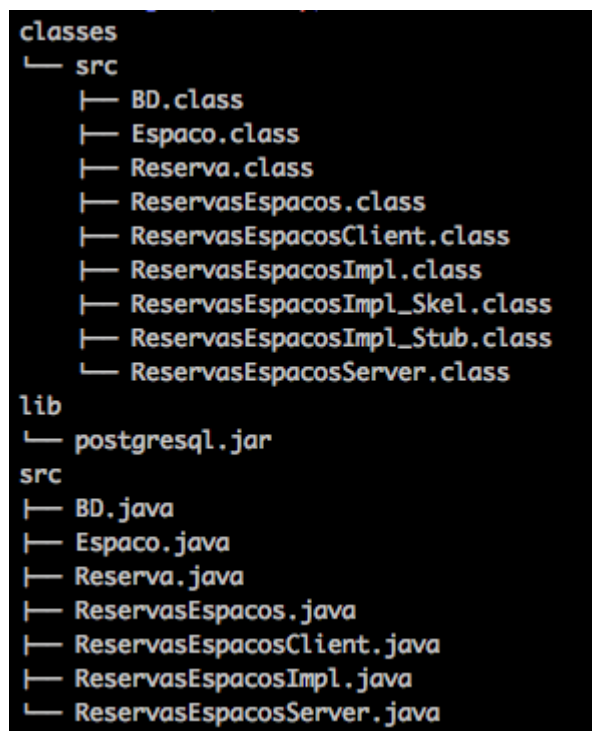 classes
└── src
    ├── BD.class
    ├── Espaco.class
    ├── Reserva.class
    ├── ReservasEspacos.class
    ├── ReservasEspacosClient.class
    ├── ReservasEspacosImpl.class
    ├── ReservasEspacosImpl_Skel.class
    ├── ReservasEspacosImpl_Stub.class
    └── ReservasEspacosServer.class
lib
└── postgresql.jar
src
├── BD.java
├── Espaco.java
├── Reserva.java
├── ReservasEspacos.java
├── ReservasEspacosClient.java
├── ReservasEspacosImpl.java
└── ReservasEspacosServer.java